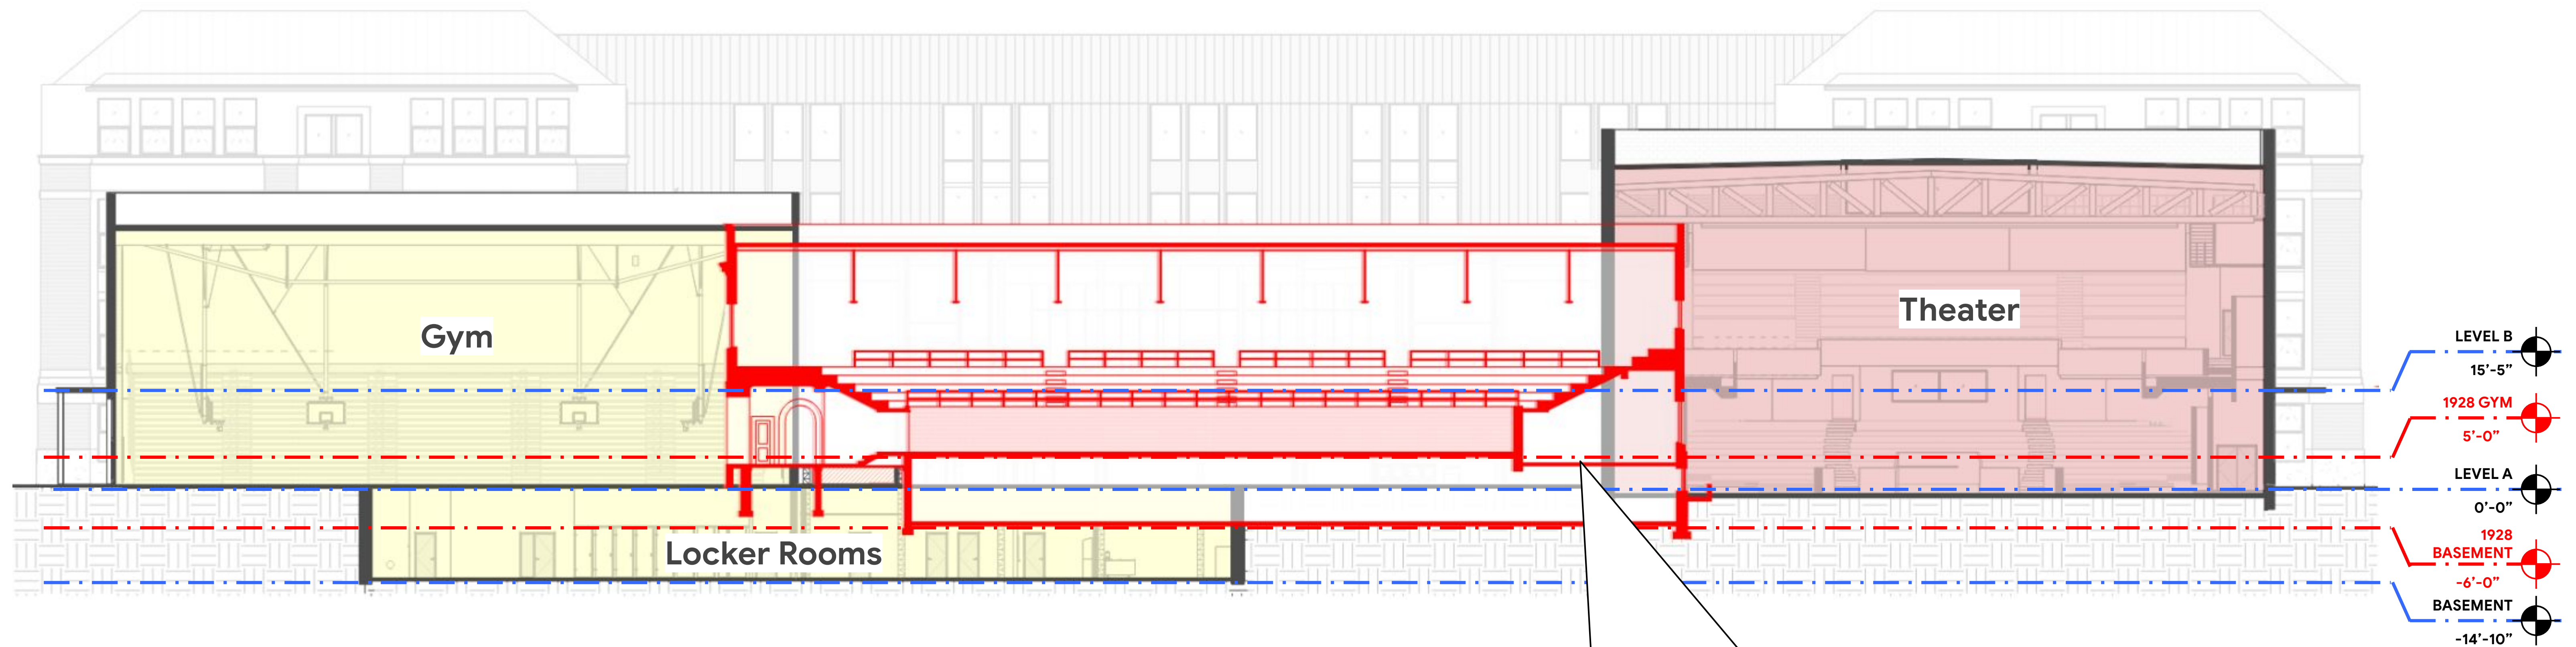 Gym
Theater
Locker Rooms
LEVEL B
15’-5”
1928 GYM
5’-0”
LEVEL A
0’-0”
1928
BASEMENT
-6’-0”
BASEMENT
-14’-10”